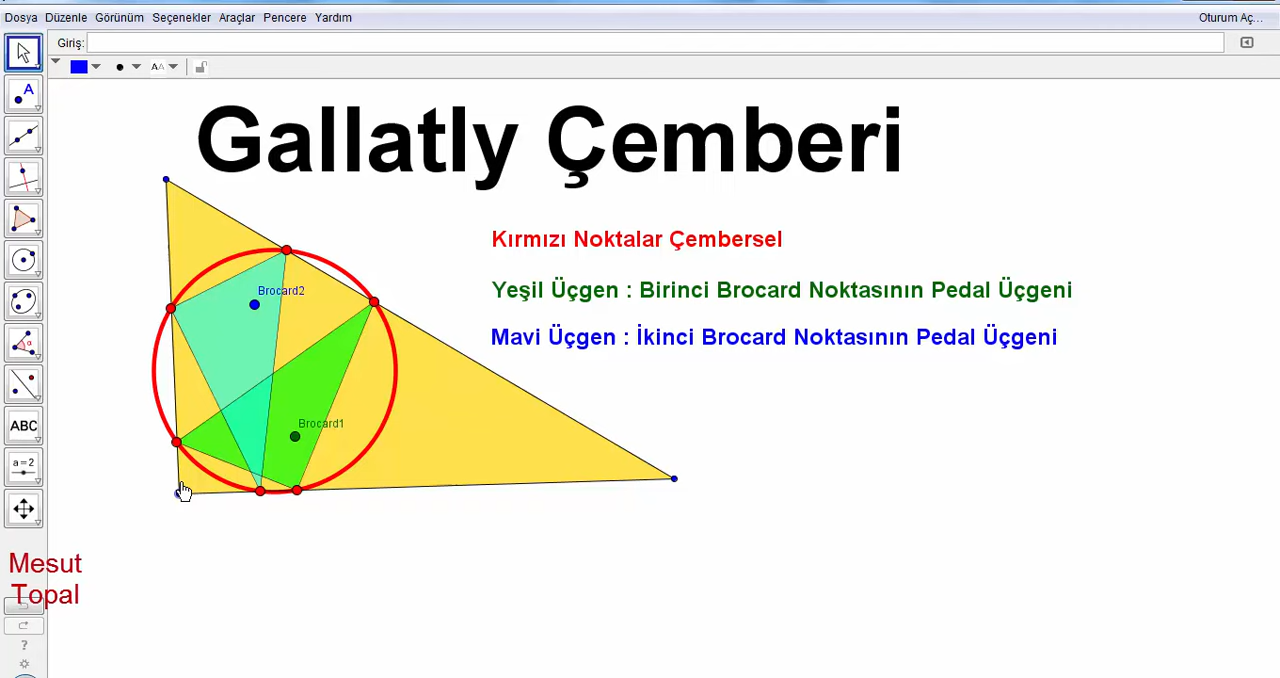 Dosya Düzenle Görünüm Seçenekler Araçlar Pencere Yardım Oturum Aç...
Giriş:
AA
A
Gallatly Çemberi
Kırmızı Noktalar Çembersel
Yeşil Üçgen : Birinci Brocard Noktasının Pedal Üçgeni
Mavi Üçgen : İkinci Brocard Noktasının Pedal Üçgeni
Brocard2
Brocard1
α
ABC
a=2
Mesut
Topal
?